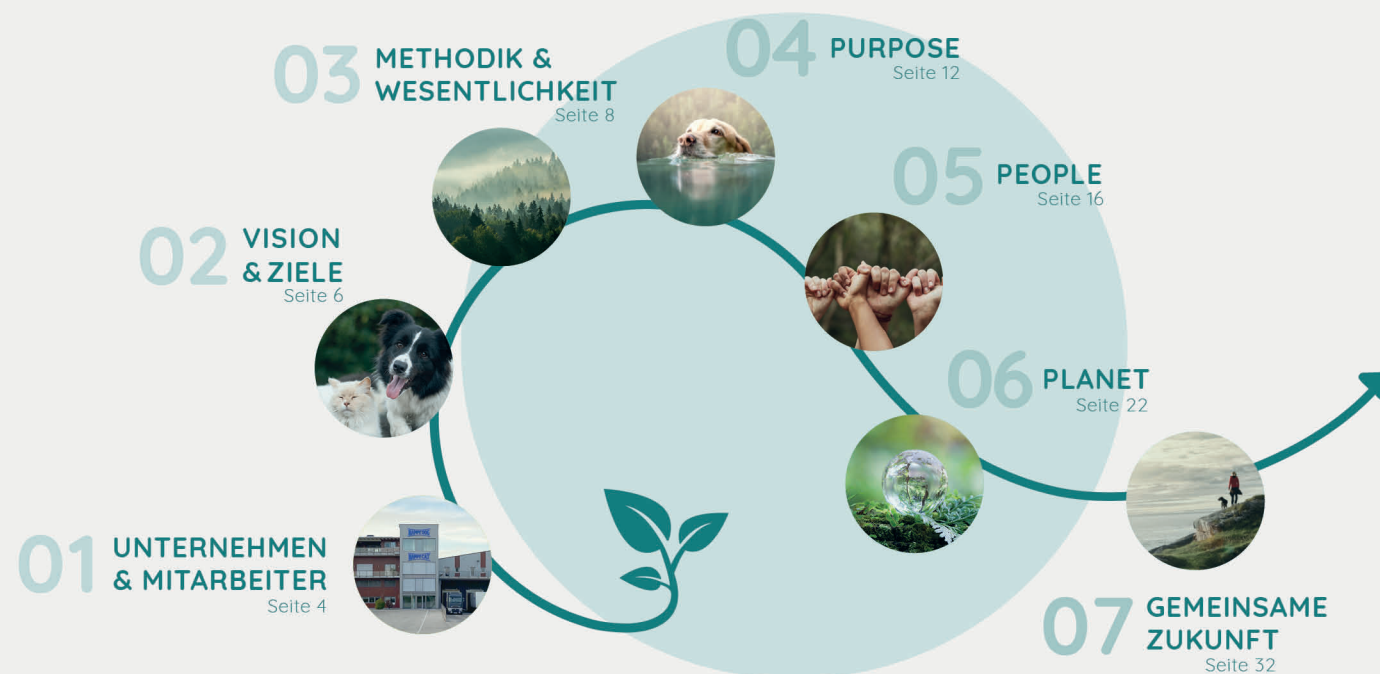 01
UNTERNEHMEN
& MITARBEITER
Seite 4
02
VISION
& ZIELE
Seite 6
03
METHODIK &
WESENTLICHKEIT
Seite 8
04
PURPOSE
Seite 12
05
PEOPLE
Seite 16
06
PLANET
Seite 22
07
GEMEINSAME
ZUKUNFT
Seite 32